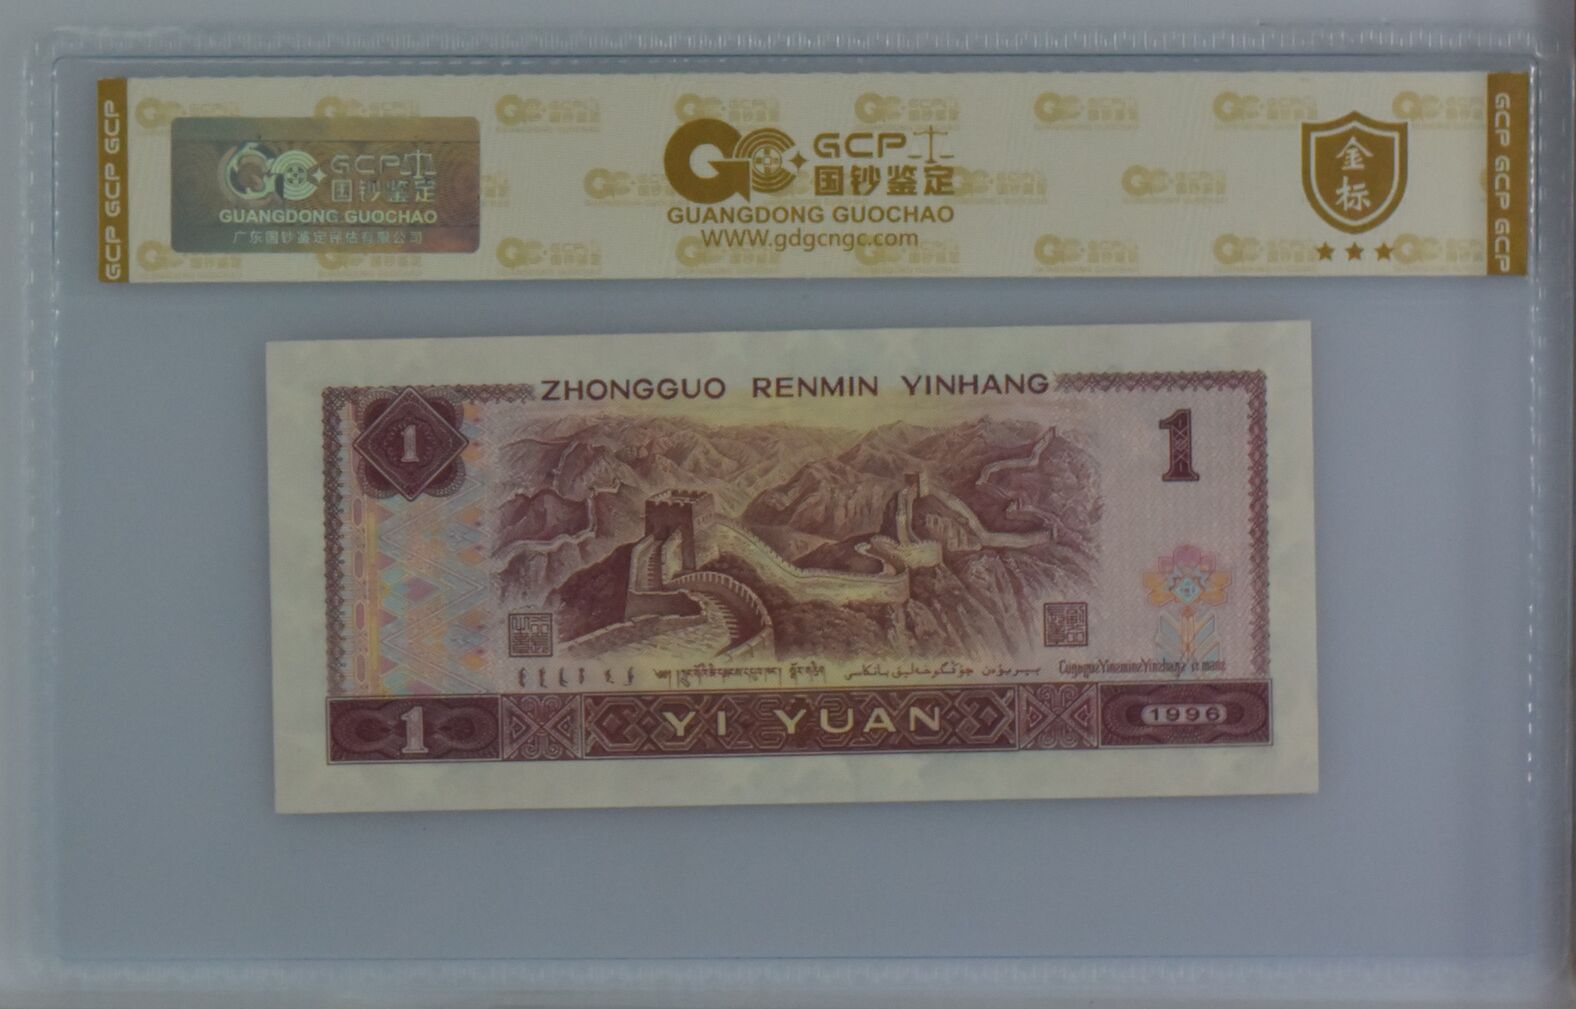 GCP GCP GCP
GCP
国钞鉴定
GUANGDONG GUOCHAO
广东国钞鉴定评估有限公司
GCP
国钞鉴定
GUANGDONG GUOCHAO
WWW.gdgcngc.com
金标
GCP GCP GCP
ZHONGGUO RENMIN YINHANG
1
1
1
YI YUAN
1996